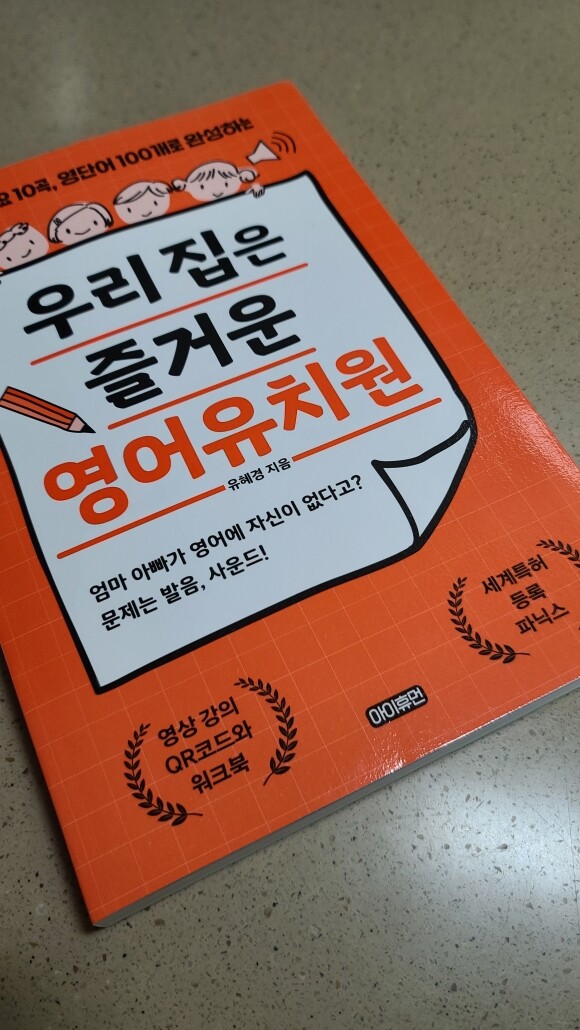 10곡, 영단어 100개로 완성하는
우리 집은
즐거운
영어유치원
유혜경 지음
엄마 아빠가 영어에 자신이 없다고?
문제는 발음, 사운드!
세계특허
등록
파닉스
영상 강의
QR코드와
워크북
아이휴먼